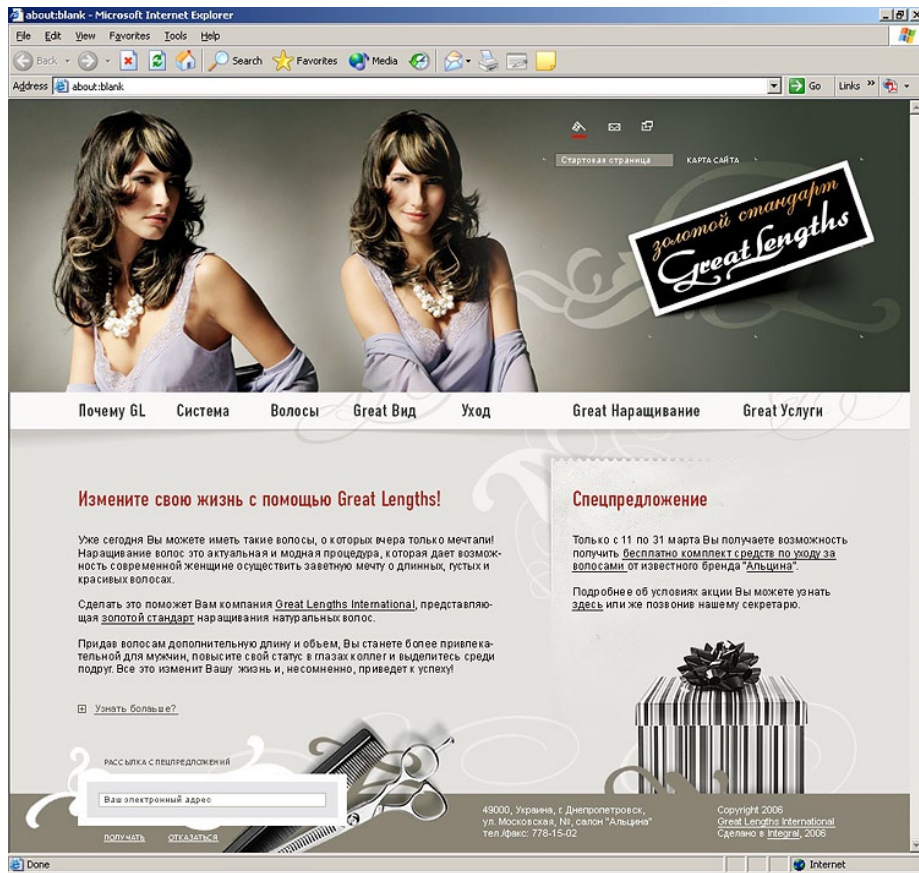 about:blank - Microsoft Internet Explorer
File Edit View Favorites Tools Help
Back Search Favorites Media
Address about:blank Go Links »
Стартовая страница КАРТА САЙТА
золотой стандарт
Great Lengths
Почему GL Система Волосы Great Вид Уход Great Наращивание Great Услуги
Измените свою жизнь с помощью Great Lengths!
Уже сегодня Вы можете иметь такие волосы, о которых вчера только мечтали!
Наращивание волос это актуальная и модная процедура, которая дает возмож-
ность современной женщине осуществить заветную мечту о длинных, густых и
красивых волосах.
Сделать это поможет Вам компания Great Lengths International, представляю-
щая золотой стандарт наращивания натуральных волос.
Придав волосам дополнительную длину и объем, Вы станете более привлека-
тельной для мужчин, повысите свой статус в глазах коллег и выделитесь среди
подруг. Все это изменит Вашу жизнь и, несомненно, приведет к успеху!
Узнать больше?
Спецпредложение
Только с 11 по 31 марта Вы получаете возможность
получить бесплатно комплект средств по уходу за
волосами от известного бренда "Альцина".
Подробнее об условиях акции Вы можете узнать
здесь или же позвонив нашему секретарю.
РАССЫЛКА СПЕЦПРЕДЛОЖЕНИЙ
Ваш электронный адрес
ПОЛУЧАТЬ ОТКАЗАТЬСЯ
49000, Украина, г. Днепропетровск,
ул. Московская, №, салон "Альцина"
тел./факс: 778-15-02
Copyright 2006
Great Lengths International
Сделано в Integral, 2006
Done Internet